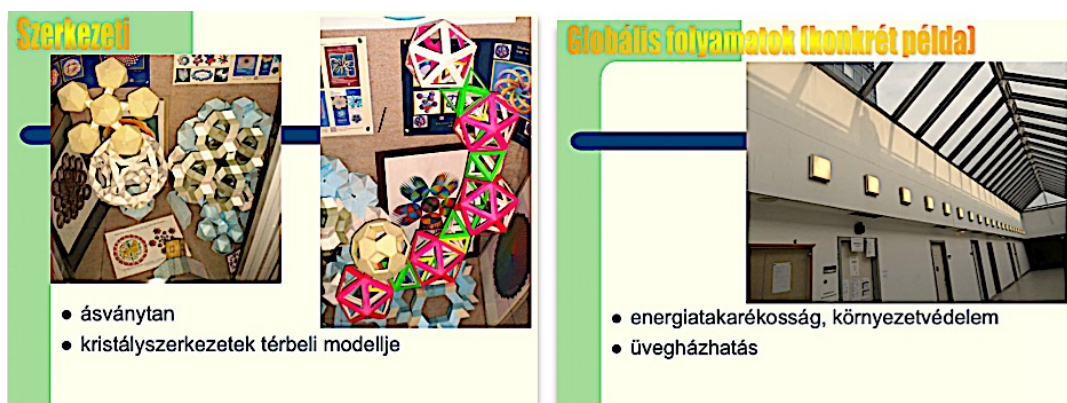 Szerkezeti
● ásványtan
● kristályszerkezetek térbeli modellje
Globális folyamatok (konkrét példa)
● energiatakarékosság, környezetvédelem
● üvegházhatás